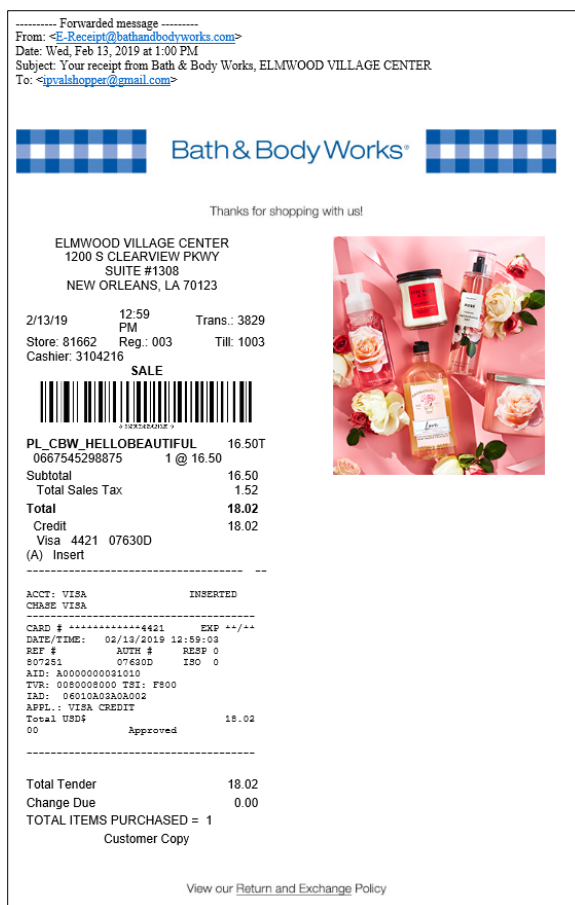 ---------- Forwarded message ---------
From: <E-Receipt@bathandbodyworks.com>
Date: Wed, Feb 13, 2019 at 1:00 PM
Subject: Your receipt from Bath & Body Works, ELMWOOD VILLAGE CENTER
To: <ipvalshopper@gmail.com>
Bath & Body Works®
Thanks for shopping with us!
ELMWOOD VILLAGE CENTER
1200 S CLEARVIEW PKWY
SUITE #1308
NEW ORLEANS, LA 70123
2/13/19 12:59 PM Trans.: 3829
Store: 81662 Reg.: 003 Till: 1003
Cashier: 3104216
SALE
PL_CBW_HELLOBEAUTIFUL 16.50T
0667545298875 1 @ 16.50
Subtotal 16.50
Total Sales Tax 1.52
Total 18.02
Credit 18.02
Visa 4421 07630D
(A) Insert
------------------------------------ --
ACCT: VISA INSERTED
CHASE VISA
--------------------------------------
CARD # ************4421 EXP **/**
DATE/TIME: 02/13/2019 12:59:03
REF # AUTH # RESP 0
807251 07630D ISO 0
AID: A0000000031010
TVR: 0080008000 TSI: F800
IAD: 06010A03A0A002
APPL.: VISA CREDIT
Total USD$ 18.02
00 Approved
--------------------------------------
Total Tender 18.02
Change Due 0.00
TOTAL ITEMS PURCHASED = 1
Customer Copy
ROSE
Love
View our Return and Exchange Policy